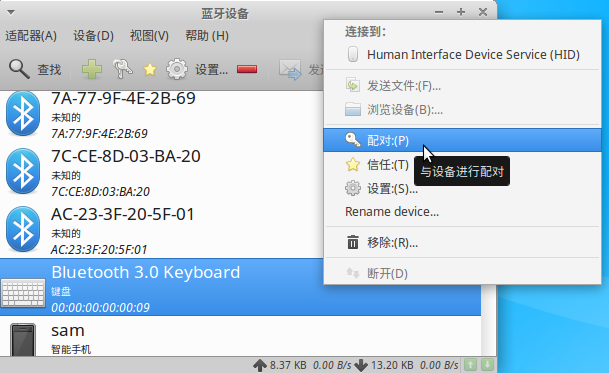 蓝牙设备
适配器(A) 设备(D) 视图(V) 帮助 (H)
查找 设置... 发送
7A-77-9F-4E-2B-69
未知的
7A:77:9F:4E:2B:69
7C-CE-8D-03-BA-20
未知的
7C:CE:8D:03:BA:20
AC-23-3F-20-5F-01
未知的
AC:23:3F:20:5F:01
Bluetooth 3.0 Keyboard
键盘
00:00:00:00:00:09
sam
智能手机
8.37 KB 0.00 B/s 13.20 KB 0.00 B/s
连接到：
Human Interface Device Service (HID)
发送文件:(F)...
浏览设备(B):...
配对:(P)
信任:(T)
与设备进行配对
设置:(S)...
Rename device...
移除:(R)...
断开(D)